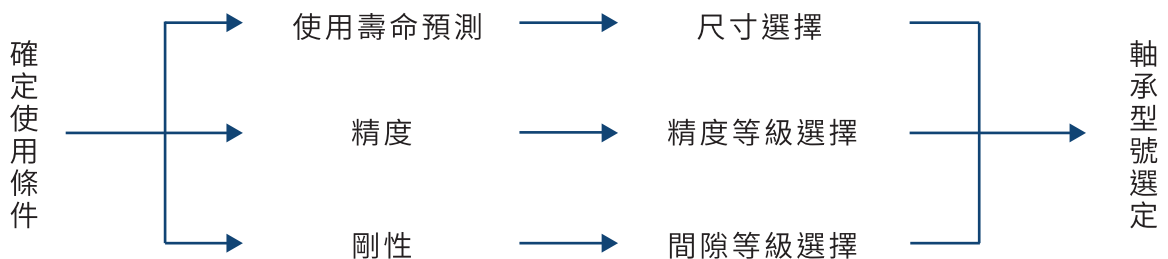 確定使用條件
使用壽命預測
尺寸選擇
精度
精度等級選擇
剛性
間隙等級選擇
軸承型號選定